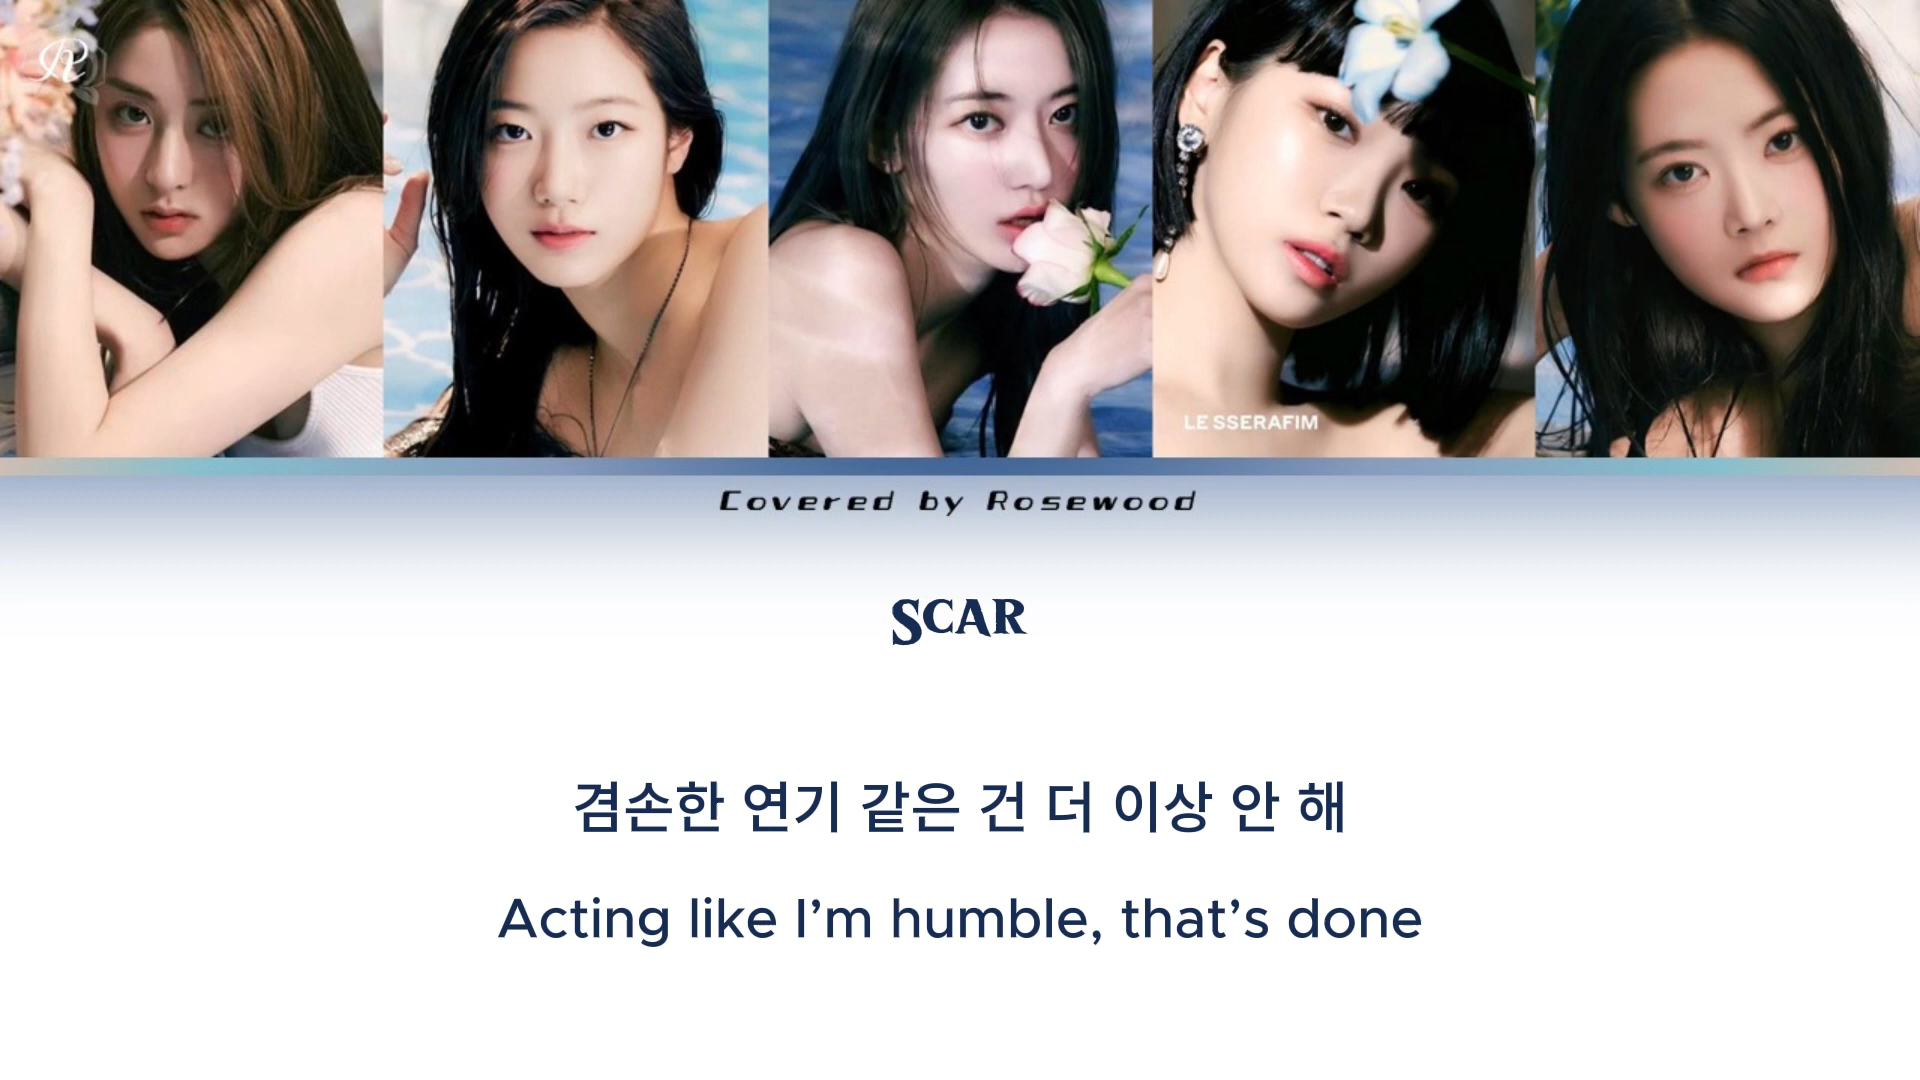 R
LE SSERAFIM
Covered by Rosewood
SCAR
겸손한 연기 같은 건 더 이상 안 해
Acting like I’m humble, that’s done